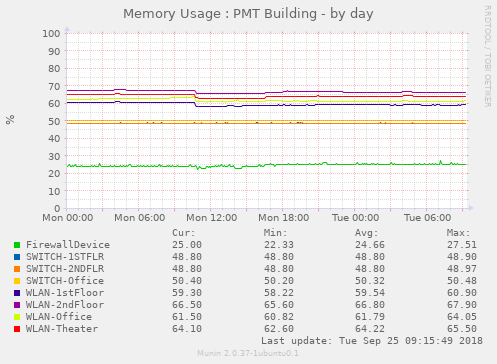 Memory Usage : PMT Building - by day
RRDTOOL / TOBI OETIKER
%
100
90
80
70
60
50
40
30
20
10
0
Mon 00:00 Mon 06:00 Mon 12:00 Mon 18:00 Tue 00:00 Tue 06:00
Cur: Min: Avg: Max:
FirewallDevice 25.00 22.33 24.66 27.51
SWITCH-1STFLR 48.80 48.80 48.80 48.90
SWITCH-2NDFLR 48.80 48.80 48.80 48.97
SWITCH-Office 50.40 50.20 50.32 50.48
WLAN-1stFloor 59.30 58.22 59.54 60.90
WLAN-2ndFloor 66.50 65.60 66.80 67.90
WLAN-Office 61.50 60.82 61.79 64.05
WLAN-Theater 64.10 62.60 64.22 65.50
Last update: Tue Sep 25 09:15:49 2018
Munin 2.0.37-1ubuntu0.1